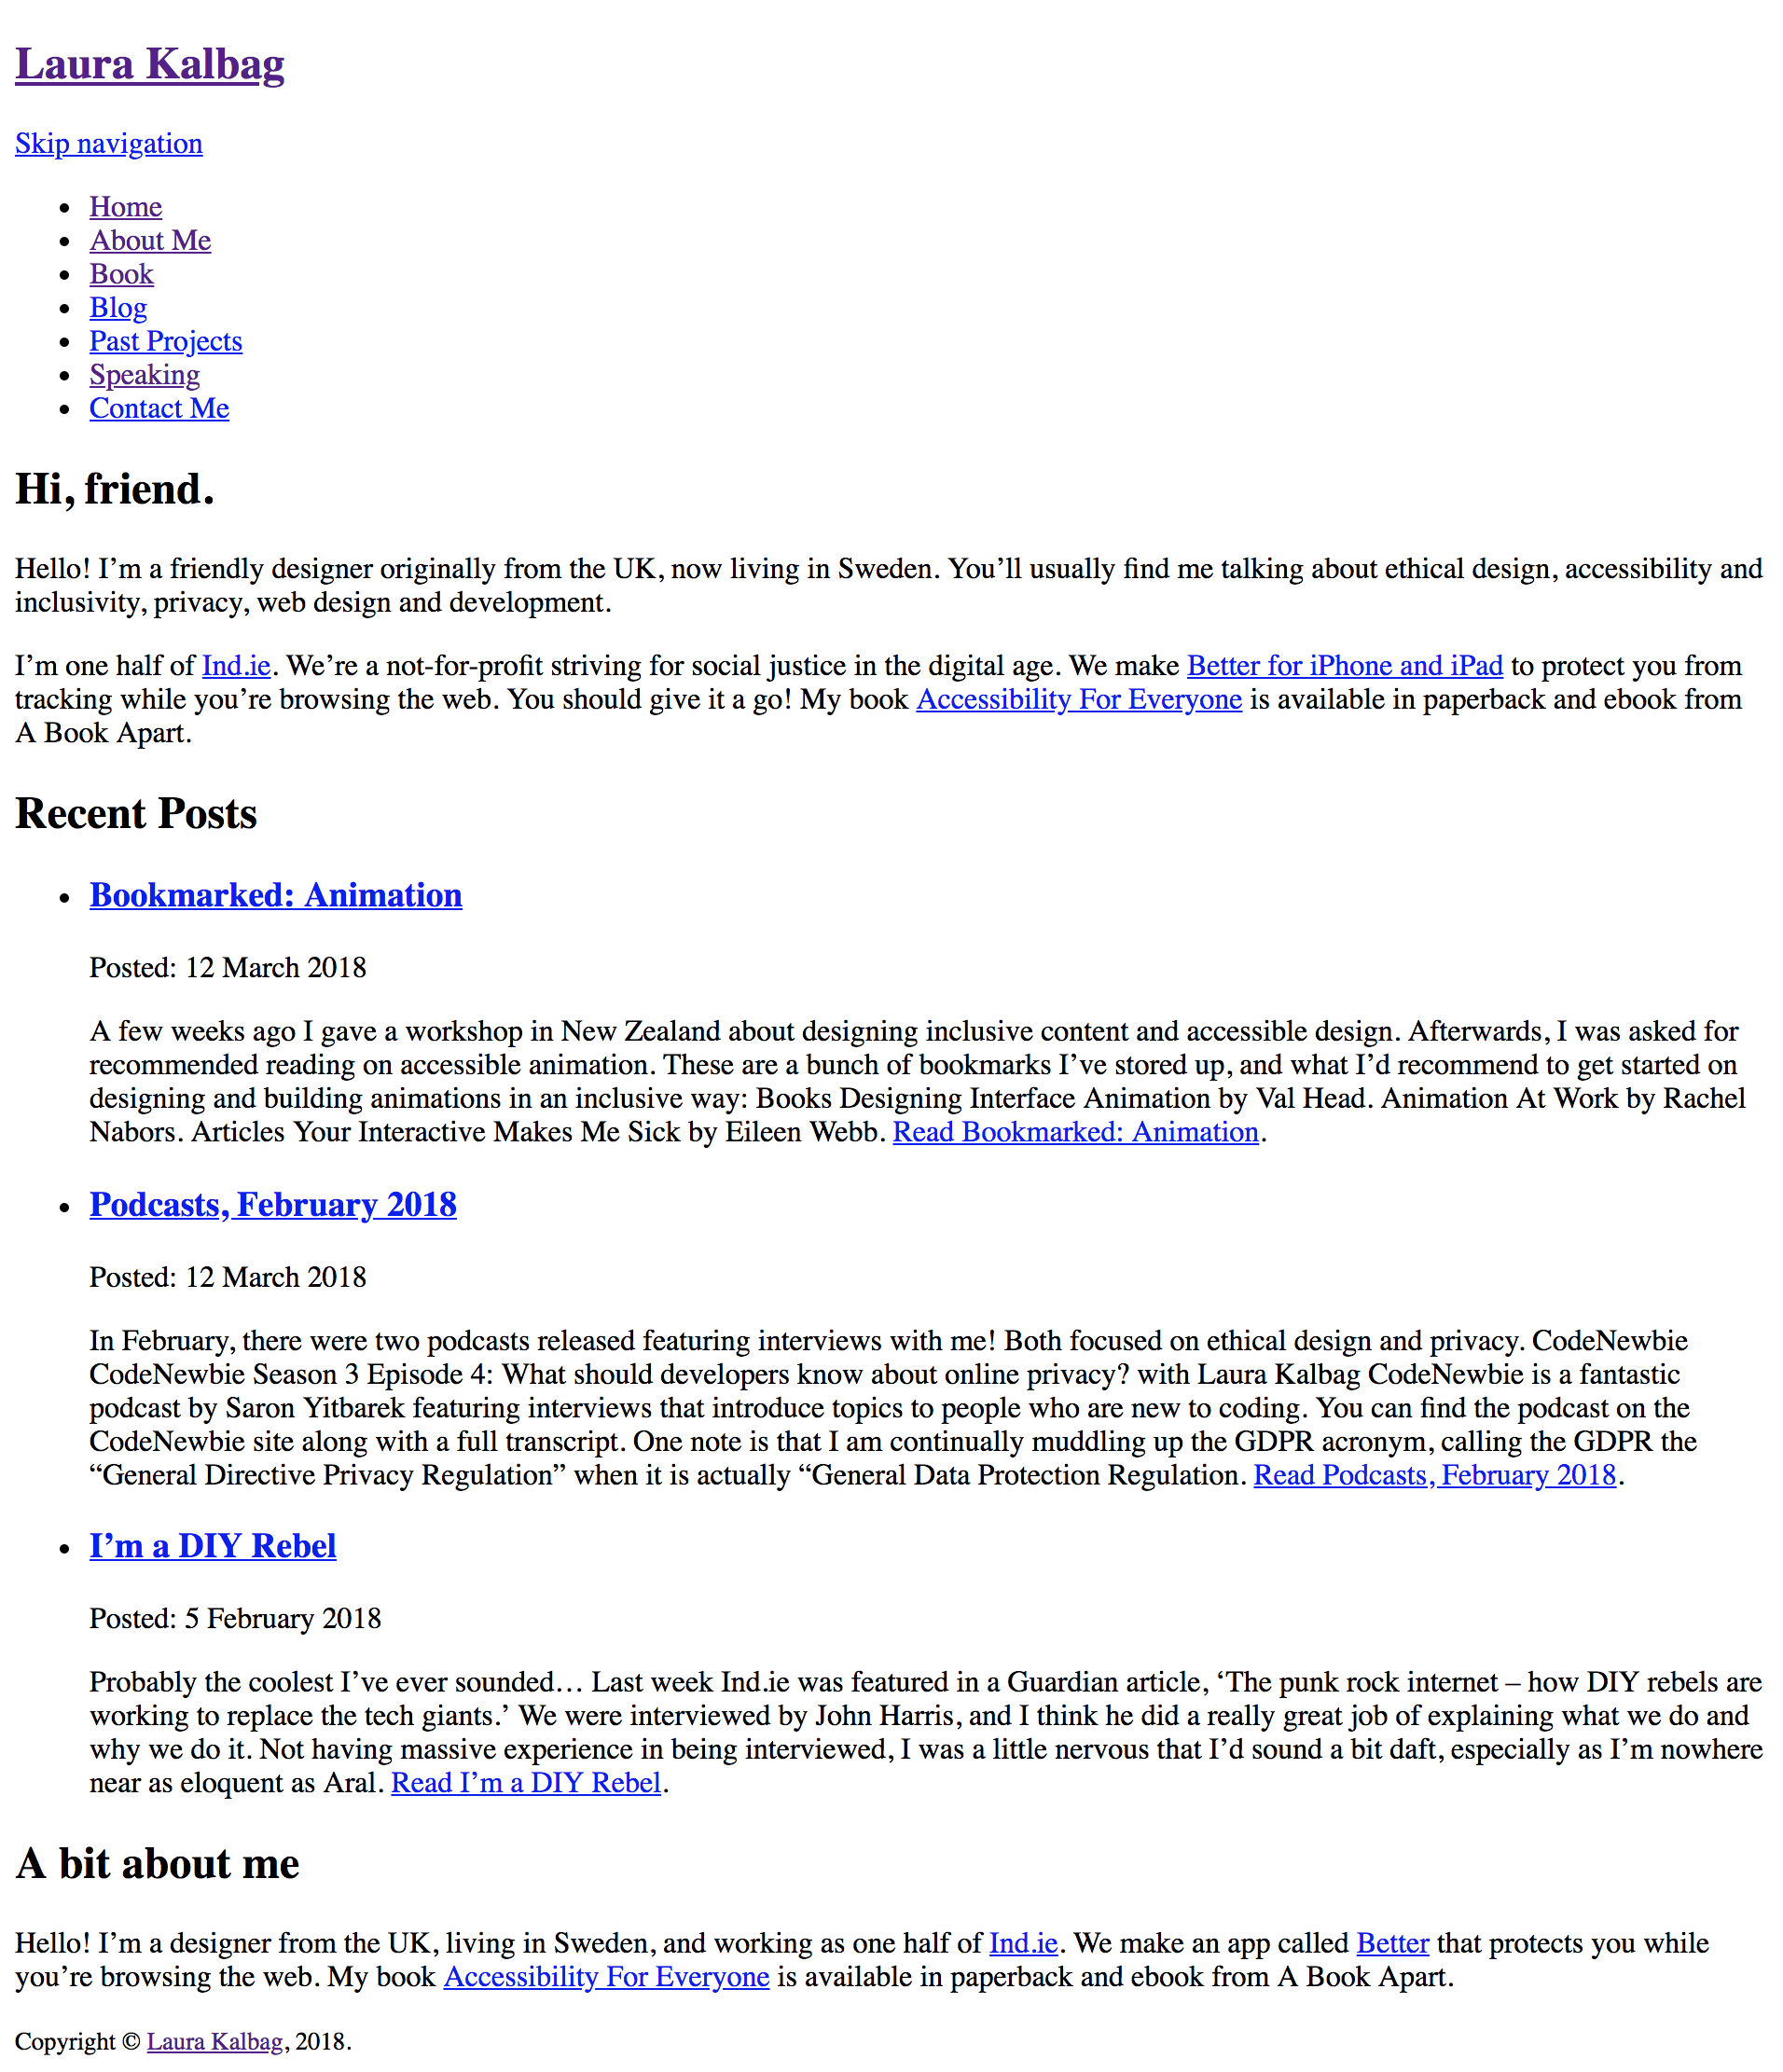 Laura Kalbag
Skip navigation
• Home
• About Me
• Book
• Blog
• Past Projects
• Speaking
• Contact Me
Hi, friend.
Hello! I’m a friendly designer originally from the UK, now living in Sweden. You’ll usually find me talking about ethical design, accessibility and
inclusivity, privacy, web design and development.
I’m one half of Ind.ie. We’re a not-for-profit striving for social justice in the digital age. We make Better for iPhone and iPad to protect you from
tracking while you’re browsing the web. You should give it a go! My book Accessibility For Everyone is available in paperback and ebook from
A Book Apart.
Recent Posts
• Bookmarked: Animation
Posted: 12 March 2018
A few weeks ago I gave a workshop in New Zealand about designing inclusive content and accessible design. Afterwards, I was asked for
recommended reading on accessible animation. These are a bunch of bookmarks I’ve stored up, and what I’d recommend to get started on
designing and building animations in an inclusive way: Books Designing Interface Animation by Val Head. Animation At Work by Rachel
Nabors. Articles Your Interactive Makes Me Sick by Eileen Webb. Read Bookmarked: Animation.
• Podcasts, February 2018
Posted: 12 March 2018
In February, there were two podcasts released featuring interviews with me! Both focused on ethical design and privacy. CodeNewbie
CodeNewbie Season 3 Episode 4: What should developers know about online privacy? with Laura Kalbag CodeNewbie is a fantastic
podcast by Saron Yitbarek featuring interviews that introduce topics to people who are new to coding. You can find the podcast on the
CodeNewbie site along with a full transcript. One note is that I am continually muddling up the GDPR acronym, calling the GDPR the
“General Directive Privacy Regulation” when it is actually “General Data Protection Regulation. Read Podcasts, February 2018.
• I’m a DIY Rebel
Posted: 5 February 2018
Probably the coolest I’ve ever sounded… Last week Ind.ie was featured in a Guardian article, ‘The punk rock internet – how DIY rebels are
working to replace the tech giants.’ We were interviewed by John Harris, and I think he did a really great job of explaining what we do and
why we do it. Not having massive experience in being interviewed, I was a little nervous that I’d sound a bit daft, especially as I’m nowhere
near as eloquent as Aral. Read I’m a DIY Rebel.
A bit about me
Hello! I’m a designer from the UK, living in Sweden, and working as one half of Ind.ie. We make an app called Better that protects you while
you’re browsing the web. My book Accessibility For Everyone is available in paperback and ebook from A Book Apart.
Copyright © Laura Kalbag, 2018.